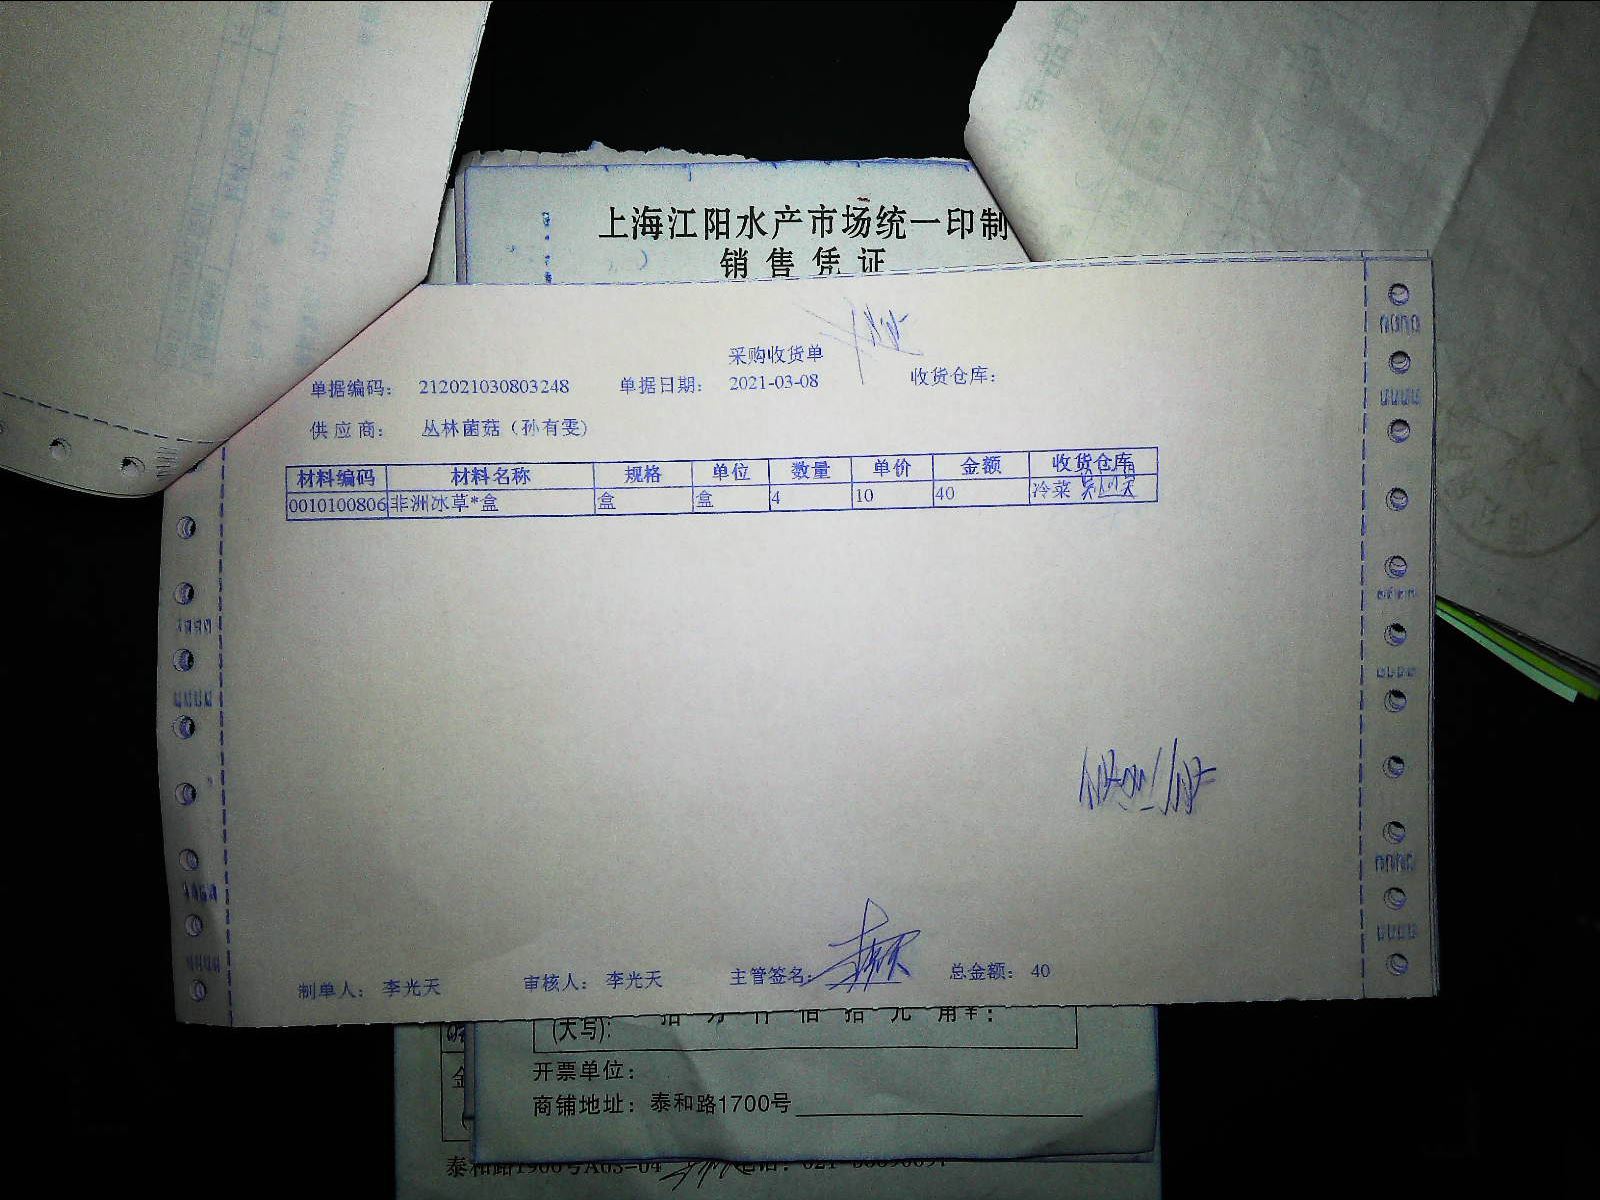 上海江阳水产市场统一印制
销售凭证
采购收货单
单据编码: 212021030803248 单据日期: 2021-03-08 收货仓库:
供应商: 丛林菌菇(孙有雯)
材料编码 材料名称 规格 单位 数量 单价 金额 收货仓库
0010100806 非洲冰草*盒 盒 盒 4 10 40 冷菜
制单人: 李光天 审核人: 李光天 主管签名: 总金额: 40
(大写):
开票单位:
商铺地址: 泰和路1700号